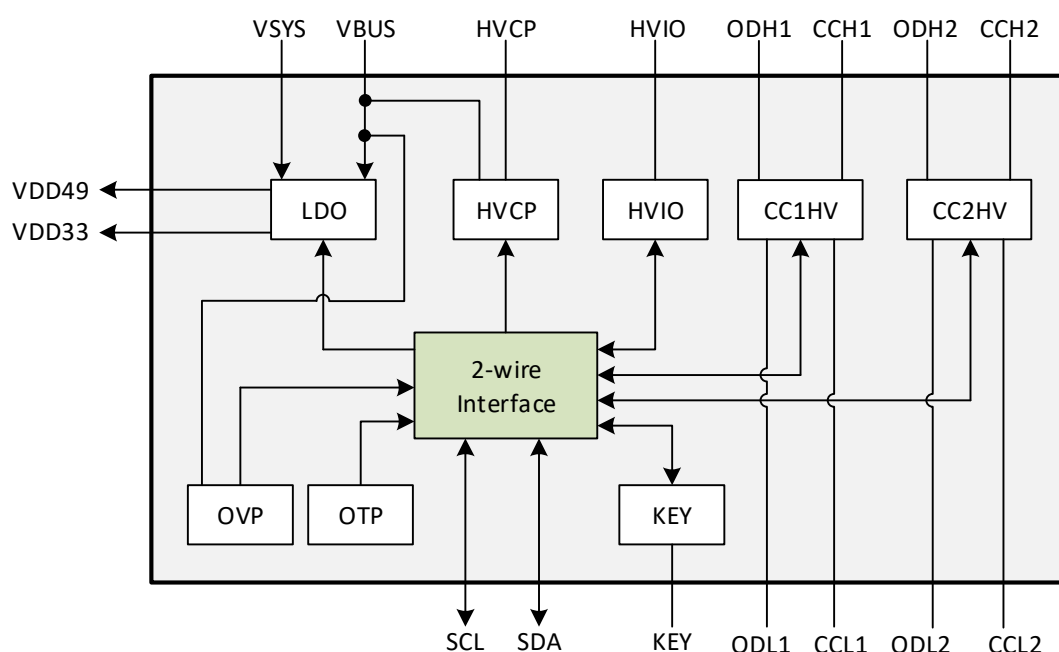 VSYS VBUS HVCP HVIO ODH1 CCH1 ODH2 CCH2
VDD49
VDD33
LDO HVCP HVIO CC1HV CC2HV
2-wire
Interface
OVP OTP KEY
SCL SDA KEY ODL1 CCL1 ODL2 CCL2